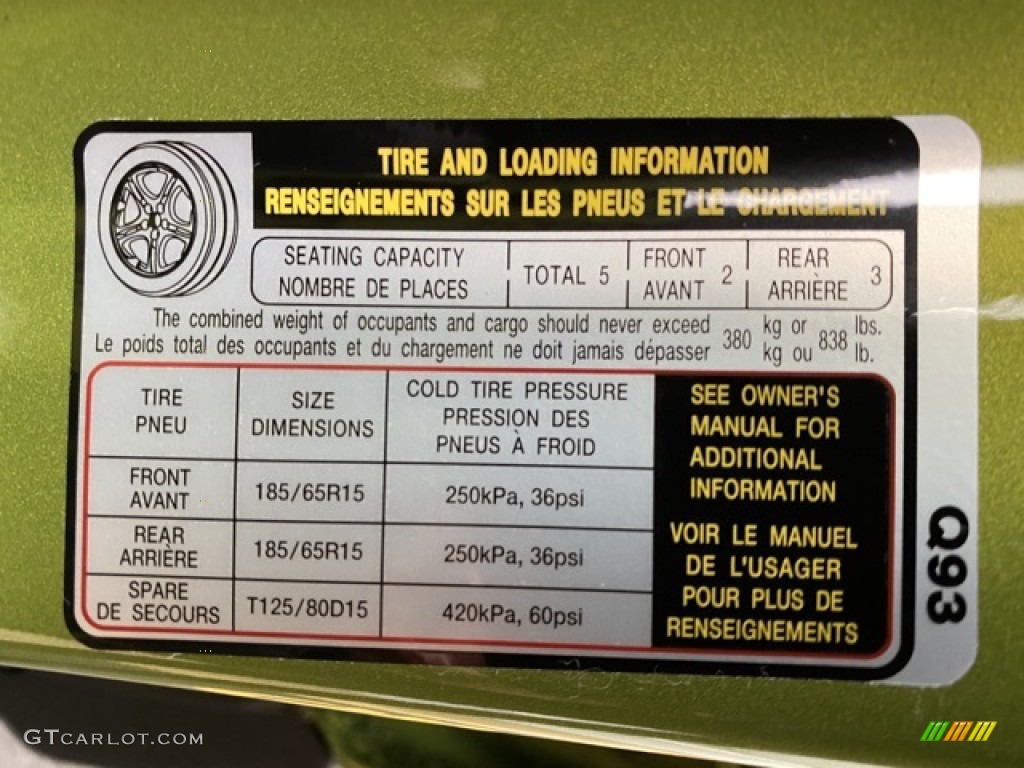 TIRE AND LOADING INFORMATION
RENSEIGNEMENTS SUR LES PNEUS ET LE CHARGEMENT
SEATING CAPACITY
NOMBRE DE PLACES
TOTAL 5
FRONT
AVANT
2
REAR
ARRIÈRE
3
The combined weight of occupants and cargo should never exceed
Le poids total des occupants et du chargement ne doit jamais dépasser
380
kg or
kg ou
838
lbs.
lb.
TIRE
PNEU
SIZE
DIMENSIONS
COLD TIRE PRESSURE
PRESSION DES
PNEUS À FROID
FRONT
AVANT
185/65R15
250kPa, 36psi
REAR
ARRIÈRE
185/65R15
250kPa, 36psi
SPARE
DE SECOURS
T125/80D15
420kPa, 60psi
SEE OWNER'S
MANUAL FOR
ADDITIONAL
INFORMATION
VOIR LE MANUEL
DE L'USAGER
POUR PLUS DE
RENSEIGNEMENTS
Q93
GTCARLOT.COM